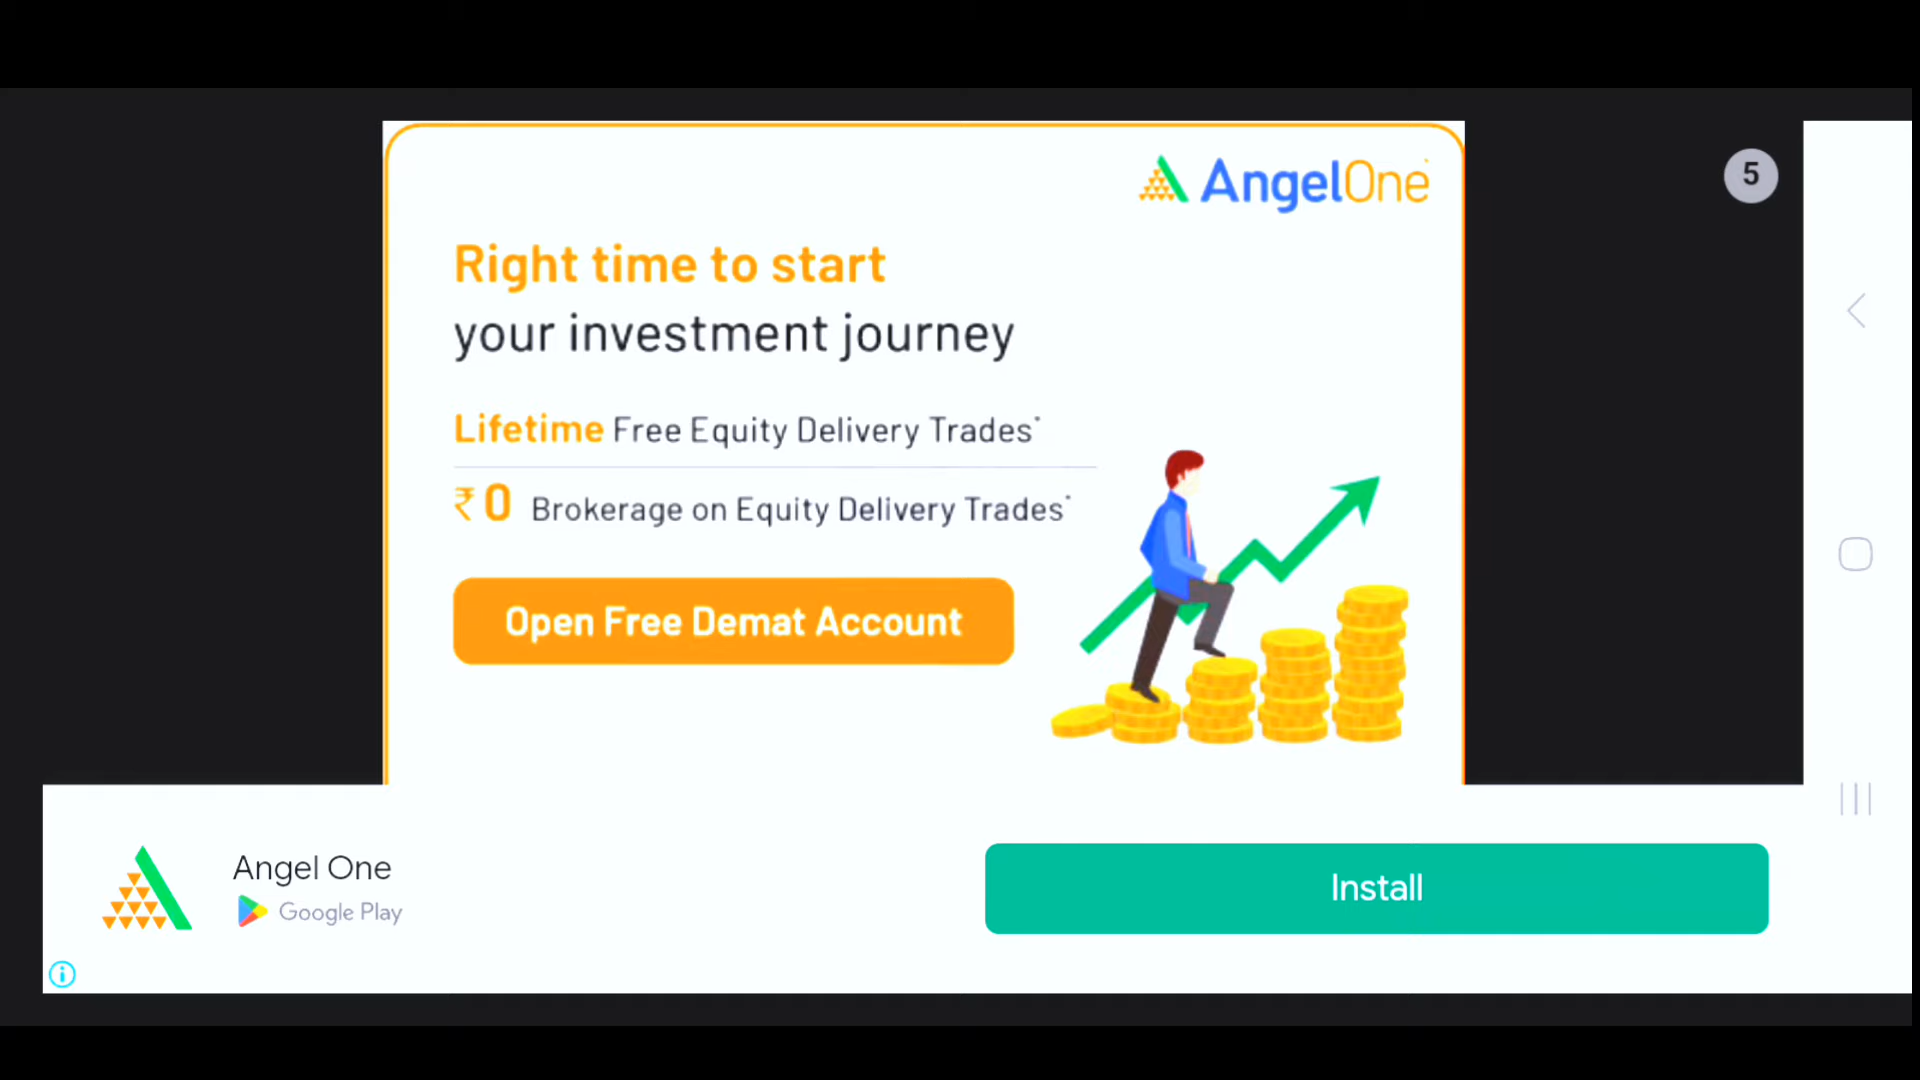 AngelOne
5
Right time to start
your investment journey
Lifetime Free Equity Delivery Trades*
₹0 Brokerage on Equity Delivery Trades*
Open Free Demat Account
Angel One
Google Play
Install